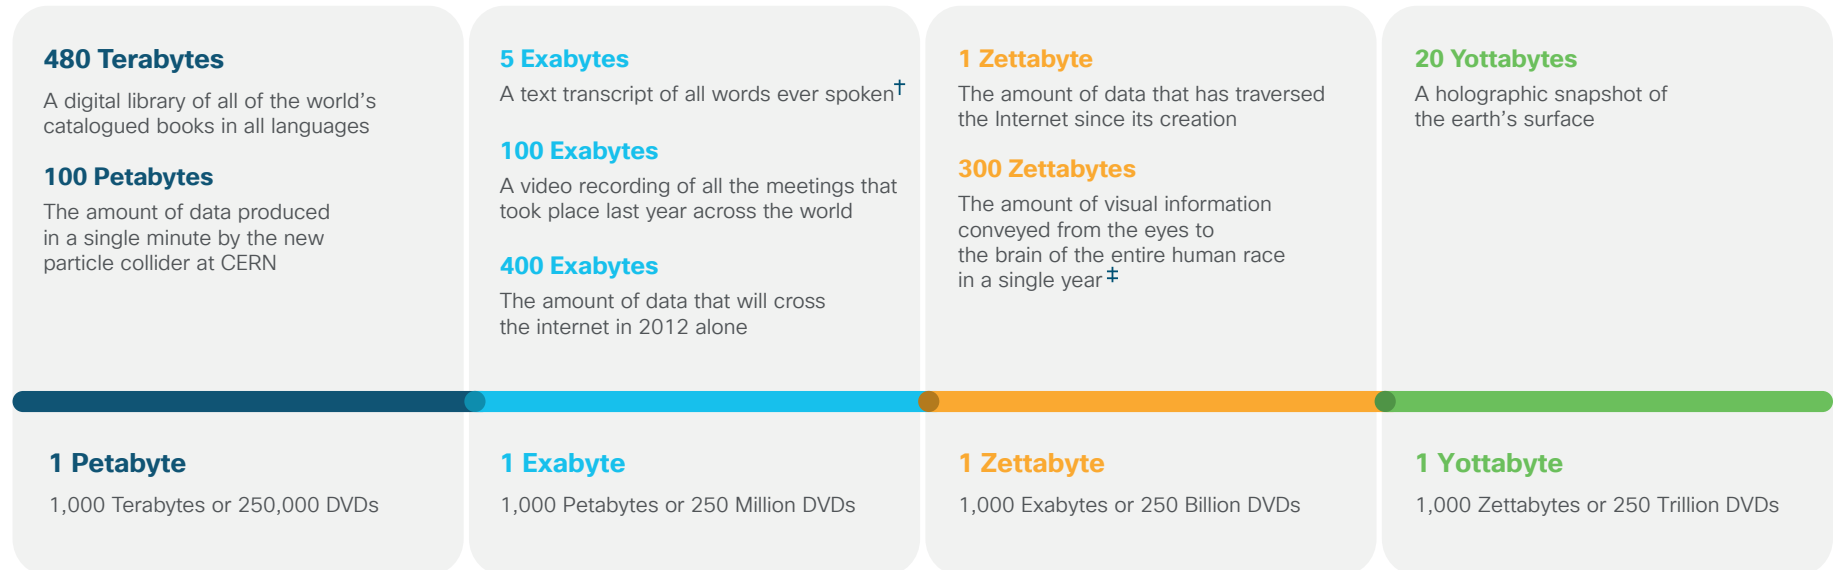 480 Terabytes
A digital library of all of the world's
catalogued books in all languages
100 Petabytes
The amount of data produced
in a single minute by the new
particle collider at CERN
5 Exabytes
A text transcript of all words ever spoken†
100 Exabytes
A video recording of all the meetings that
took place last year across the world
400 Exabytes
The amount of data that will cross
the internet in 2012 alone
1 Zettabyte
The amount of data that has traversed
the Internet since its creation
300 Zettabytes
The amount of visual information
conveyed from the eyes to
the brain of the entire human race
in a single year‡
20 Yottabytes
A holographic snapshot of
the earth's surface
1 Petabyte
1,000 Terabytes or 250,000 DVDs
1 Exabyte
1,000 Petabytes or 250 Million DVDs
1 Zettabyte
1,000 Exabytes or 250 Billion DVDs
1 Yottabyte
1,000 Zettabytes or 250 Trillion DVDs